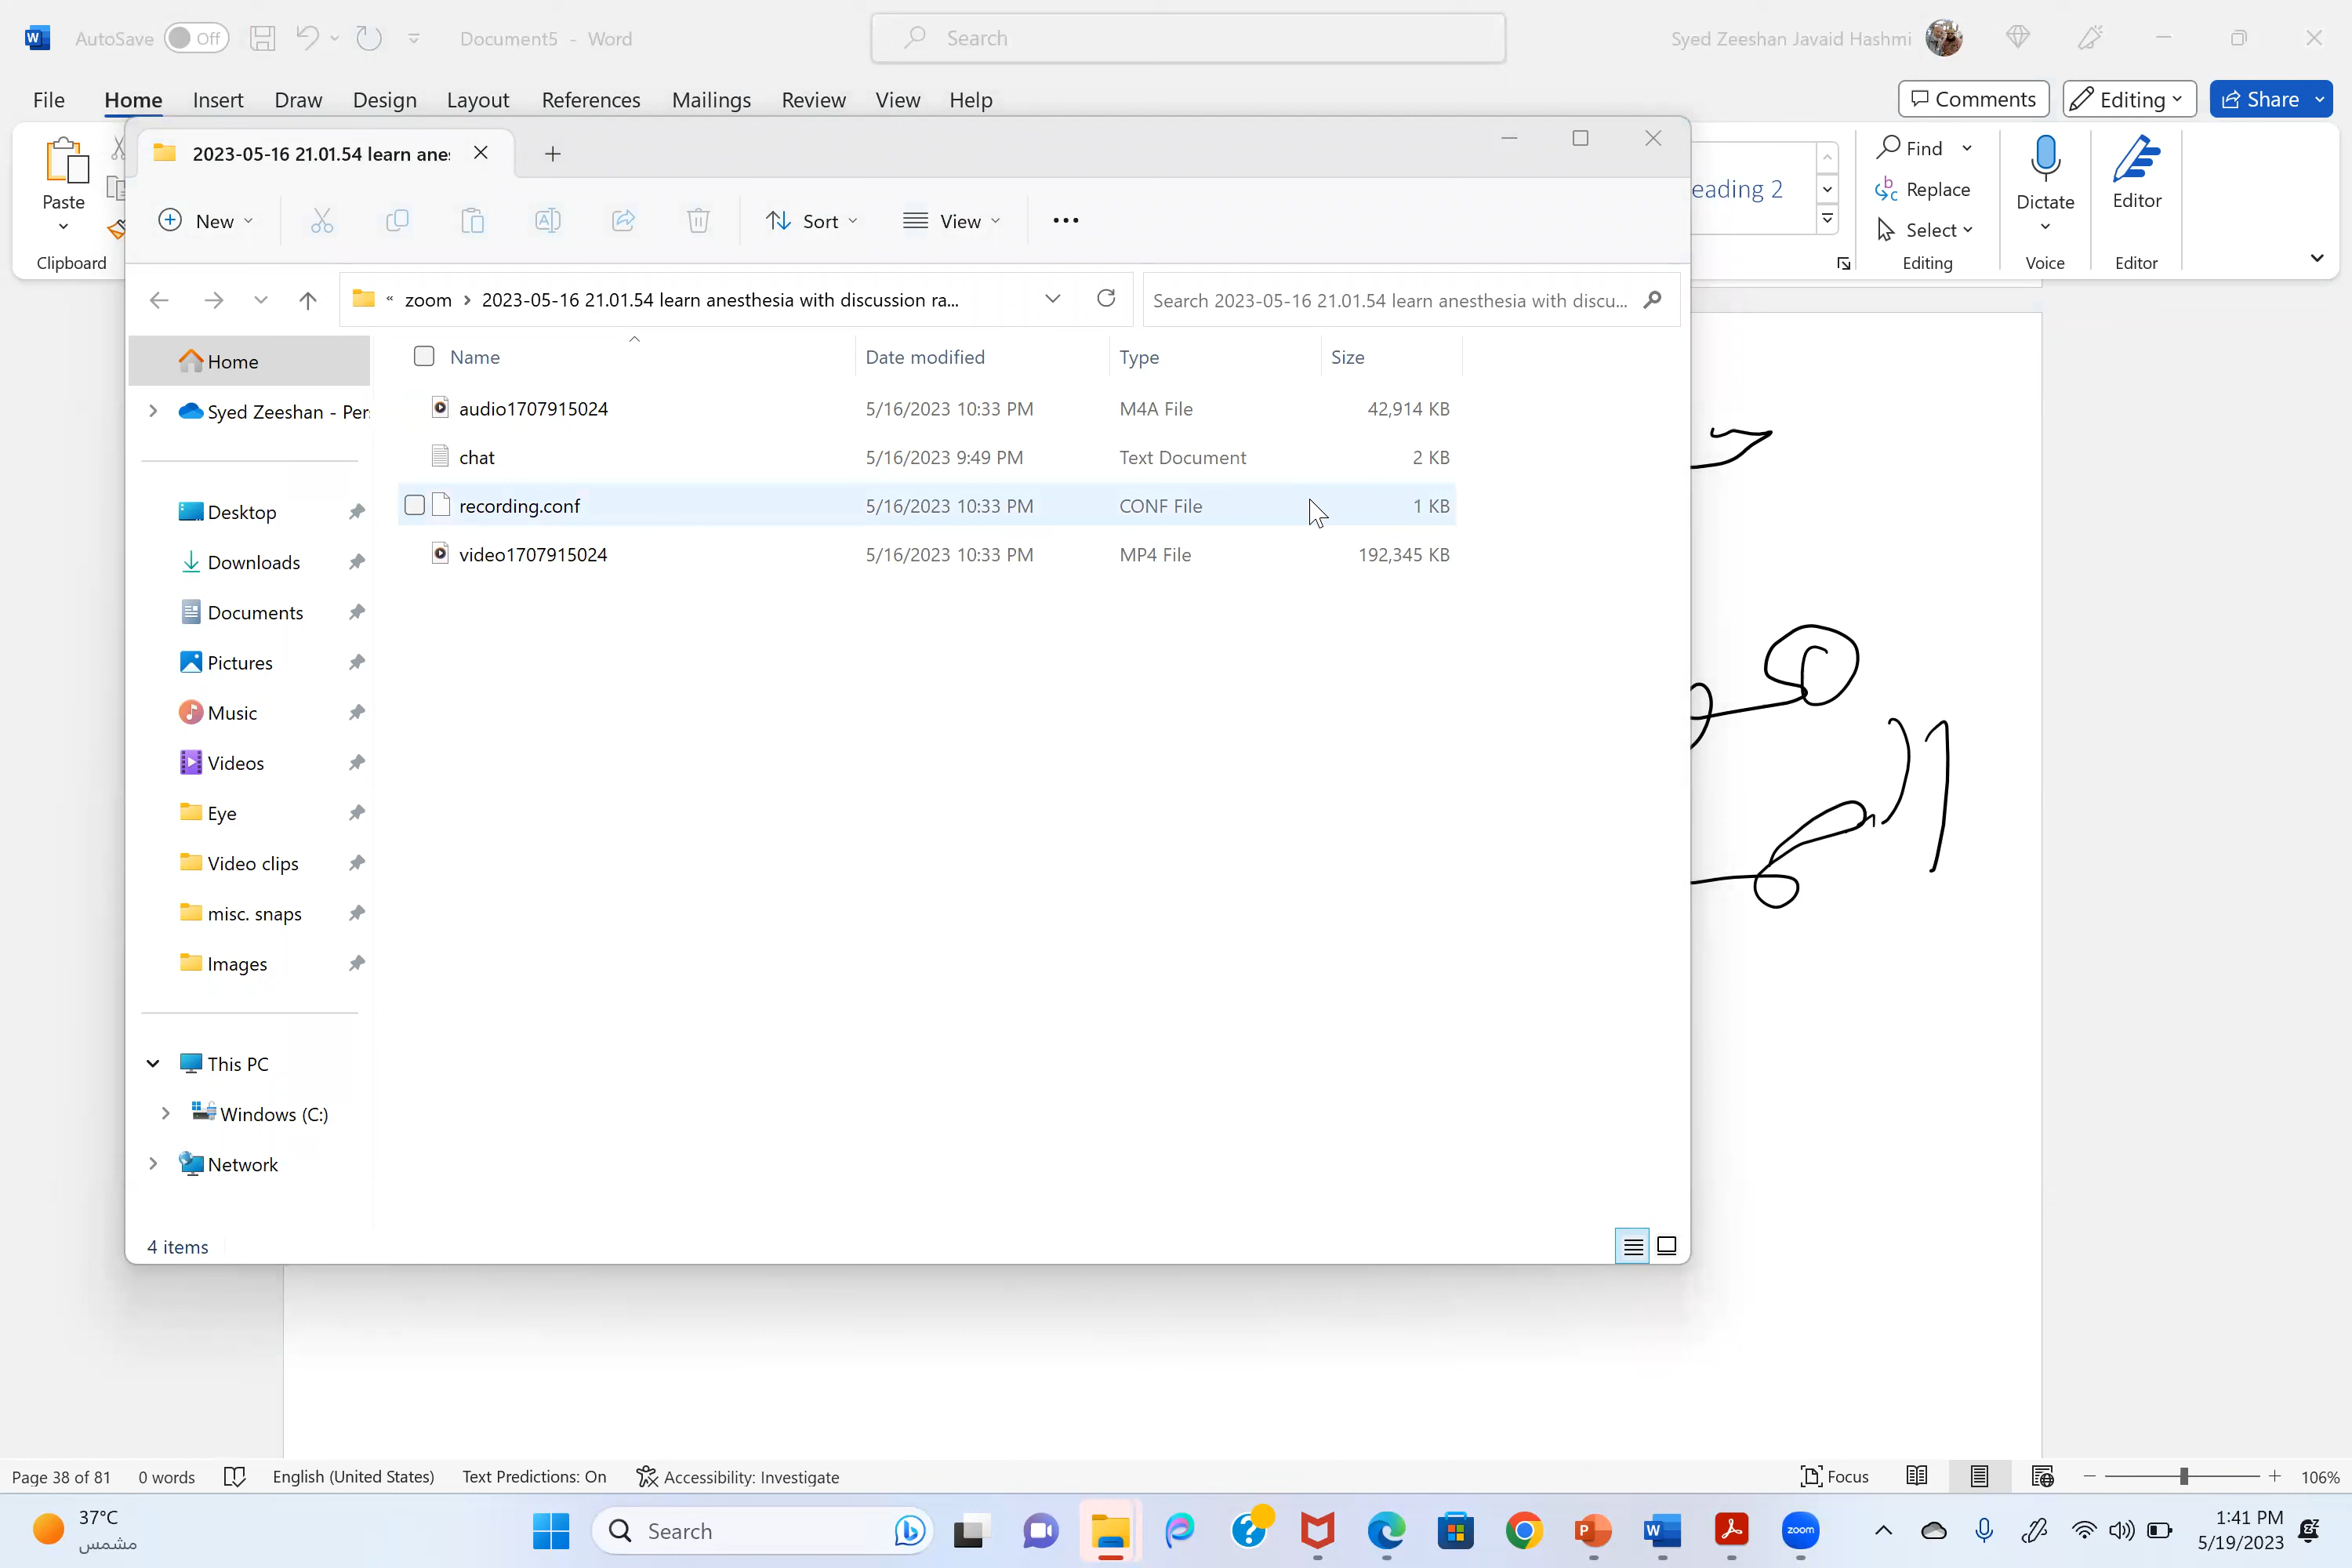 AutoSave Off Document5 - Word Search Syed Zeeshan Javaid Hashmi
File Home Insert Draw Design Layout References Mailings Review View Help Comments Editing Share
2023-05-16 21.01.54 learn ane
Paste
Clipboard
New Sort View
eading 2
Find
Replace
Select
Editing
Dictate
Voice
Editor
Editor
« zoom › 2023-05-16 21.01.54 learn anesthesia with discussion ra...
Search 2023-05-16 21.01.54 learn anesthesia with discu...
Name Date modified Type Size
audio1707915024 5/16/2023 10:33 PM M4A File 42,914 KB
chat 5/16/2023 9:49 PM Text Document 2 KB
recording.conf 5/16/2023 10:33 PM CONF File 1 KB
video1707915024 5/16/2023 10:33 PM MP4 File 192,345 KB
Home
Syed Zeeshan - Per
Desktop
Downloads
Documents
Pictures
Music
Videos
Eye
Video clips
misc. snaps
Images
This PC
Windows (C:)
Network
4 items
Page 38 of 81 0 words English (United States) Text Predictions: On Accessibility: Investigate Focus 106%
37°C
مشمس
Search
zoom
1:41 PM
5/19/2023